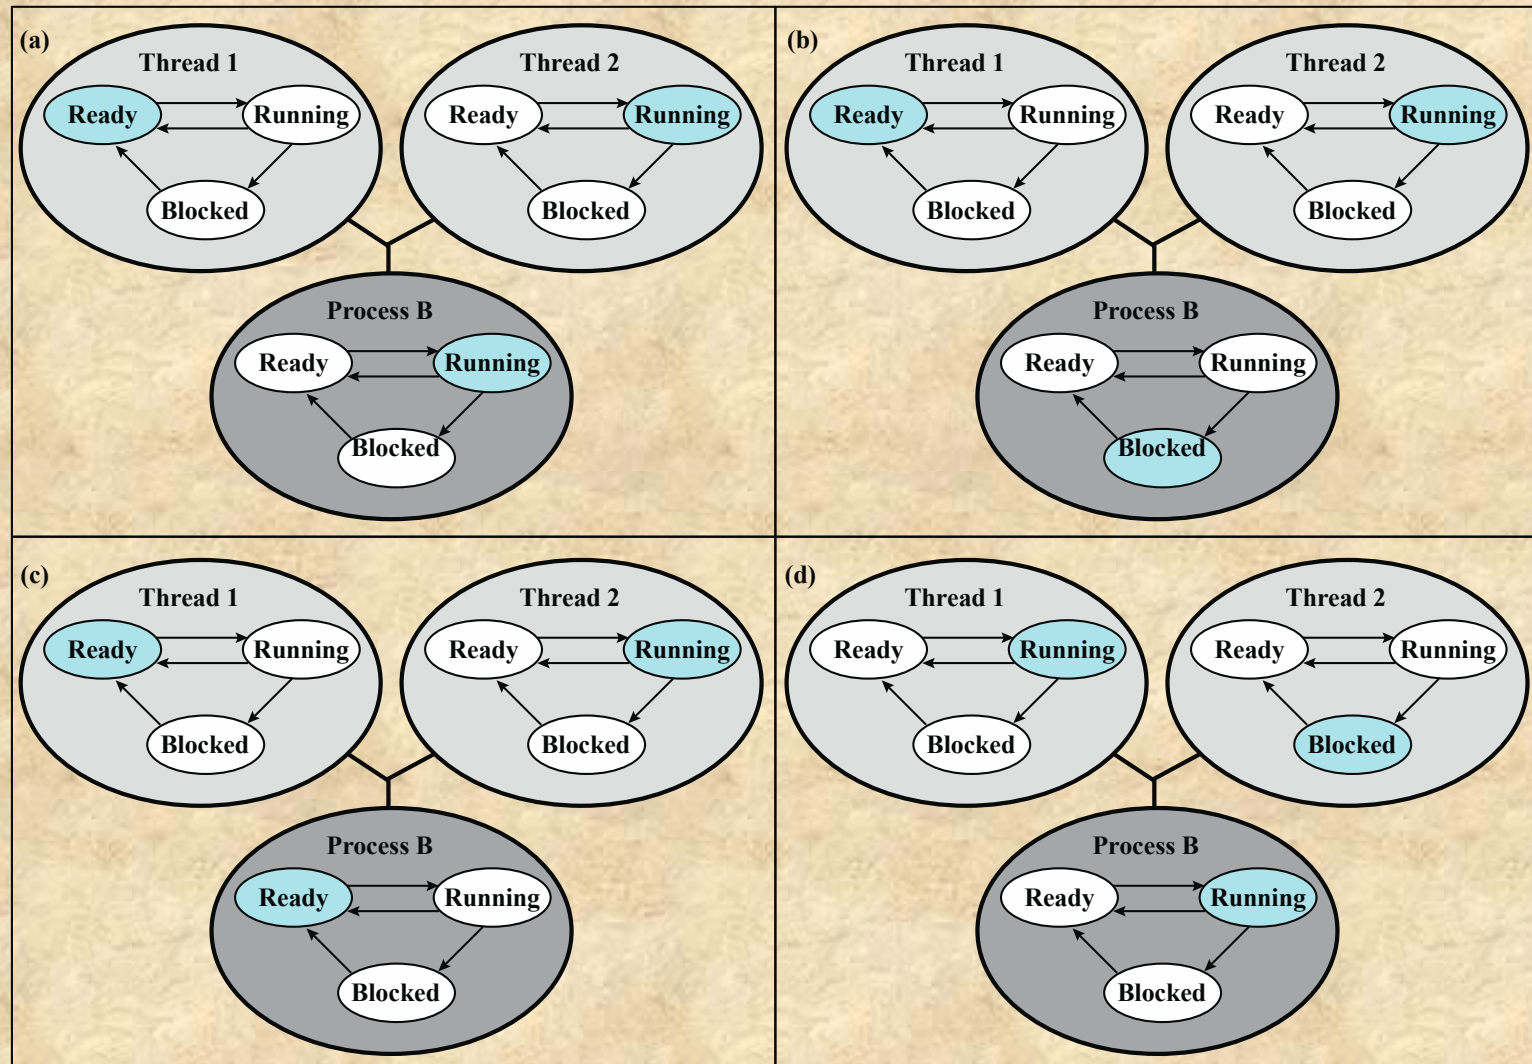 (a)
Thread 1
Ready
Running
Blocked
Thread 2
Ready
Running
Blocked
Process B
Ready
Running
Blocked
(b)
Thread 1
Ready
Running
Blocked
Thread 2
Ready
Running
Blocked
Process B
Ready
Running
Blocked
(c)
Thread 1
Ready
Running
Blocked
Thread 2
Ready
Running
Blocked
Process B
Ready
Running
Blocked
(d)
Thread 1
Ready
Running
Blocked
Thread 2
Ready
Running
Blocked
Process B
Ready
Running
Blocked